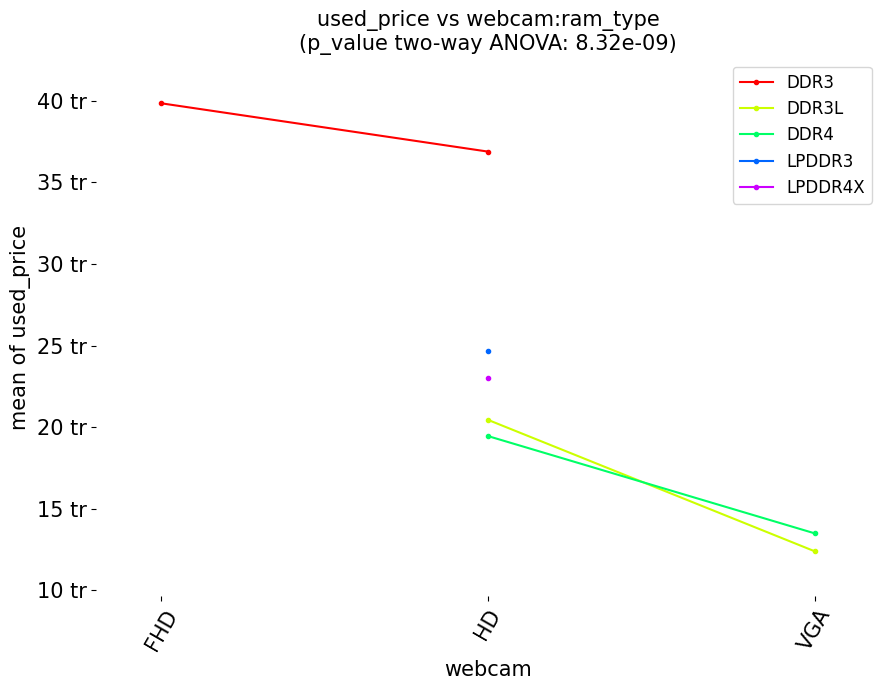 used_price vs webcam:ram_type
(p_value two-way ANOVA: 8.32e-09)
DDR3
DDR3L
DDR4
LPDDR3
LPDDR4X
40 tr
35 tr
30 tr
25 tr
20 tr
15 tr
10 tr
mean of used_price
FHD
HD
VGA
webcam